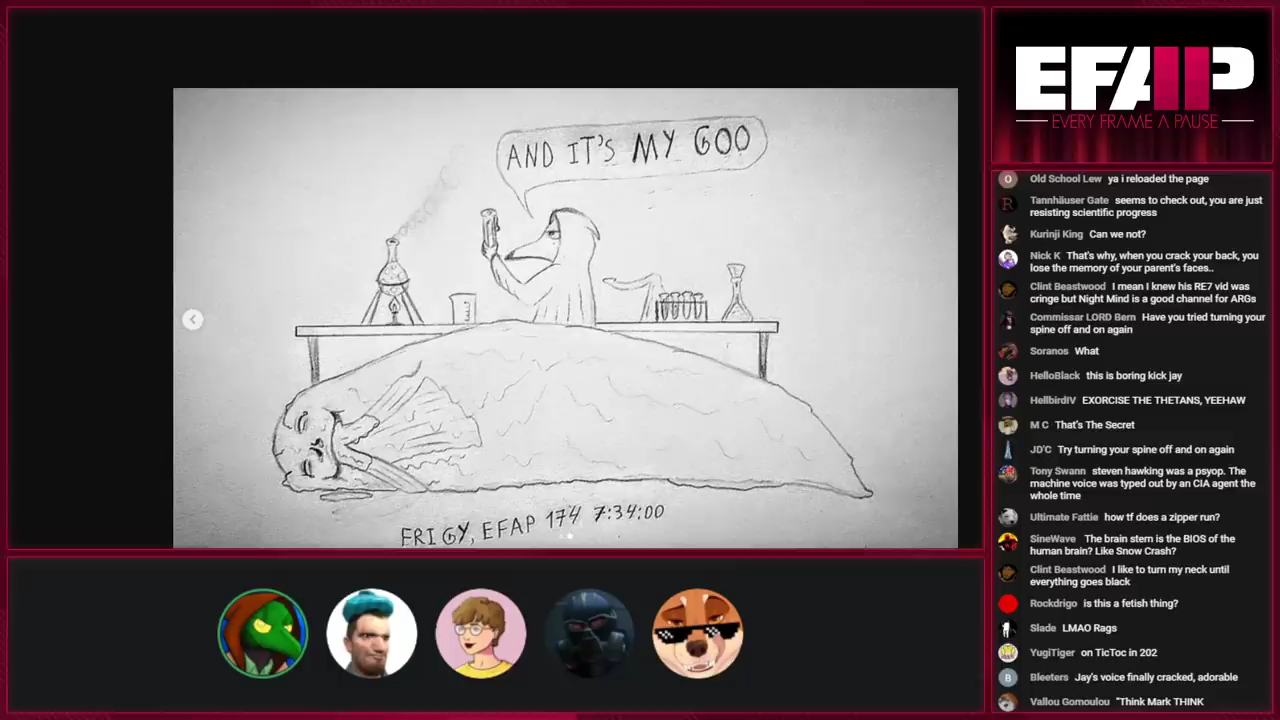 AND IT'S MY GOO
FRIGY, EFAP 174 7:34:00
EFAP
EVERY FRAME A PAUSE
O Old School Lew ya i reloaded the page
R Tannhäuser Gate seems to check out, you are just
resisting scientific progress
Kurinji King Can we not?
Nick K That's why, when you crack your back, you
lose the memory of your parent's faces..
Clint Beastwood I mean I knew his RE7 vid was
cringe but Night Mind is a good channel for ARGs
Commissar LORD Bern Have you tried turning your
spine off and on again
Soranos What
HelloBlack this is boring kick jay
HellbirdIV EXORCISE THE THETANS, YEEHAW
M C That's The Secret
JD'C Try turning your spine off and on again
Tony Swann steven hawking was a psyop. The
machine voice was typed out by an CIA agent the
whole time
Ultimate Fattie how tf does a zipper run?
SineWave The brain stem is the BIOS of the
human brain? Like Snow Crash?
Clint Beastwood I like to turn my neck until
everything goes black
Rockdrigo is this a fetish thing?
Slade LMAO Rags
YugiTiger on TicToc in 202
B Bleeters Jay's voice finally cracked, adorable
Vallou Gomoulou "Think Mark THINK